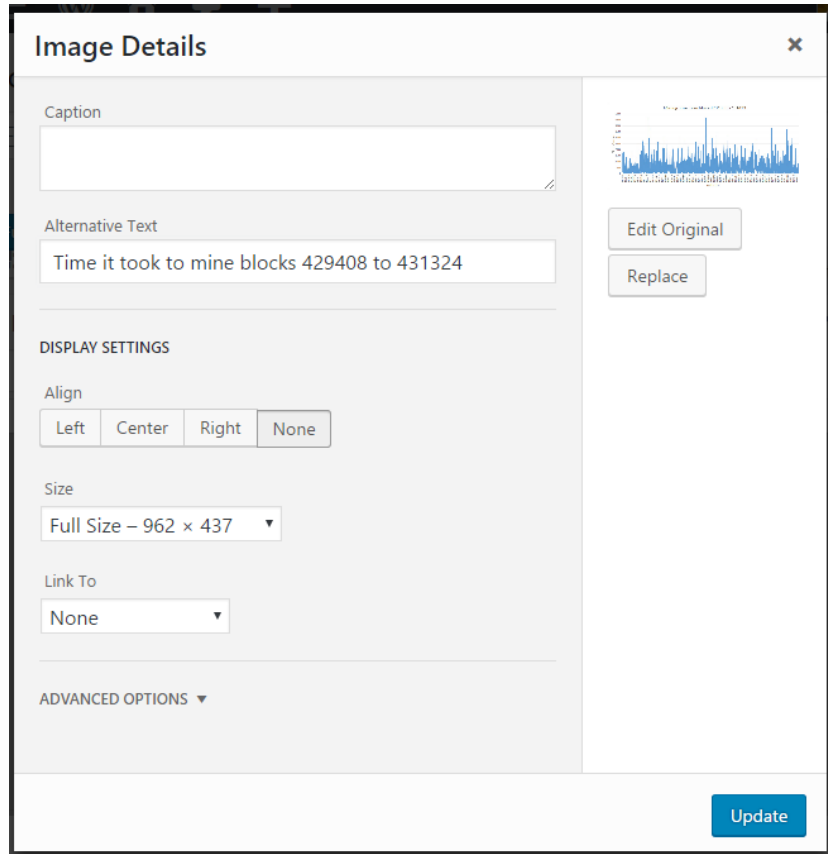 Image Details
×
Caption
Alternative Text
Time it took to mine blocks 429408 to 431324
DISPLAY SETTINGS
Align
Left Center Right None
Size
Full Size – 962 × 437
Link To
None
ADVANCED OPTIONS
Edit Original
Replace
Update